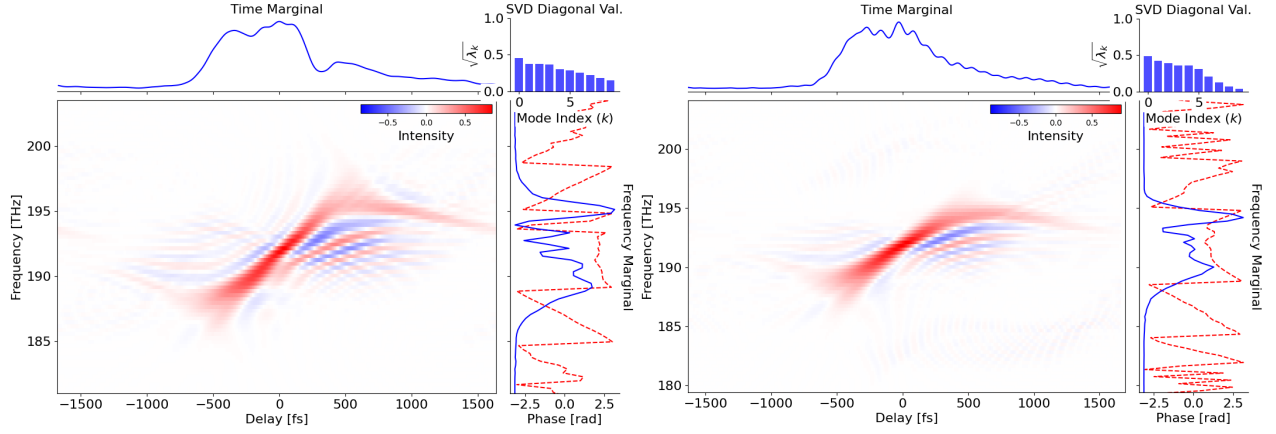 Time Marginal
SVD Diagonal Val.
1.0
0.5
0.0
√λk
0 5
Mode Index (k)
−0.5 0.0 0.5
Intensity
200
195
190
185
Frequency [THz]
−1500 −1000 −500 0 500 1000 1500
Delay [fs]
Frequency Marginal
−2.5 0.0 2.5
Phase [rad]
Time Marginal
SVD Diagonal Val.
1.0
0.5
0.0
√λk
0 5
Mode Index (k)
−0.5 0.0 0.5
Intensity
200
195
190
185
180
Frequency [THz]
−1500 −1000 −500 0 500 1000 1500
Delay [fs]
Frequency Marginal
−2.5 0.0 2.5
Phase [rad]